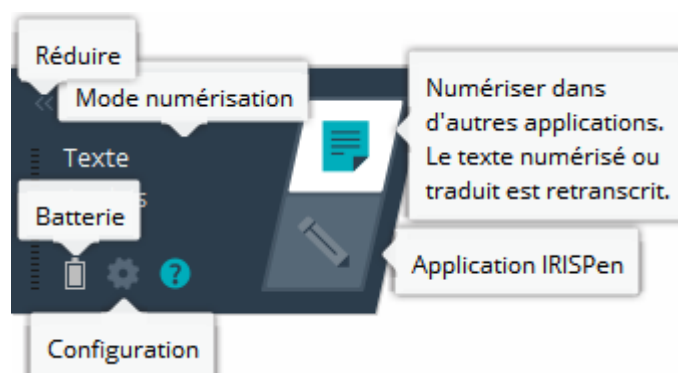 Réduire
Mode numérisation
Texte
Batterie
?
Configuration
Numériser dans
d'autres applications.
Le texte numérisé ou
traduit est retranscrit.
Application IRISPen